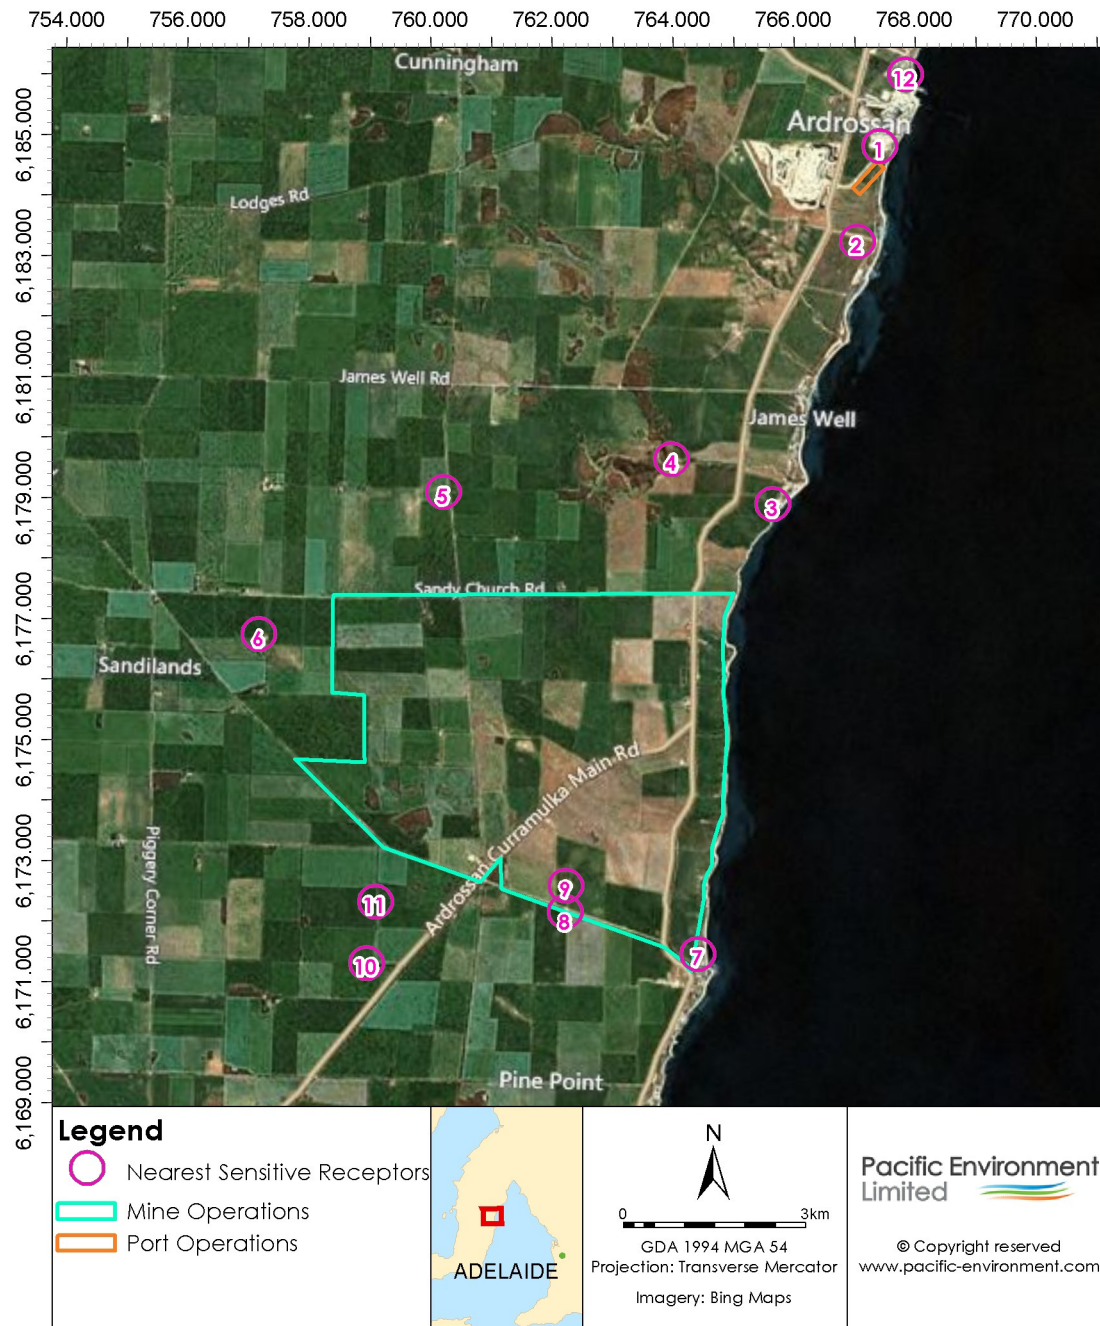 754.000 756.000 758.000 760.000 762.000 764.000 766.000 768.000 770.000
6,185.000
6,183.000
6,181.000
6,179.000
6,177.000
6,175.000
6,173.000
6,171.000
6,169.000
Cunningham
12
Ardrossan
1
Lodges Rd
2
James Well Rd
James Well
4
5
3
Sandy Church Rd
6
Sandilands
Ardrossan Curramulka Main Rd
Piggery Corner Rd
9
11
8
7
10
Pine Point
Legend
Nearest Sensitive Receptors
Mine Operations
Port Operations
ADELAIDE
N
0 3km
GDA 1994 MGA 54
Projection: Transverse Mercator
Imagery: Bing Maps
Pacific Environment
Limited
© Copyright reserved
www.pacific-environment.com